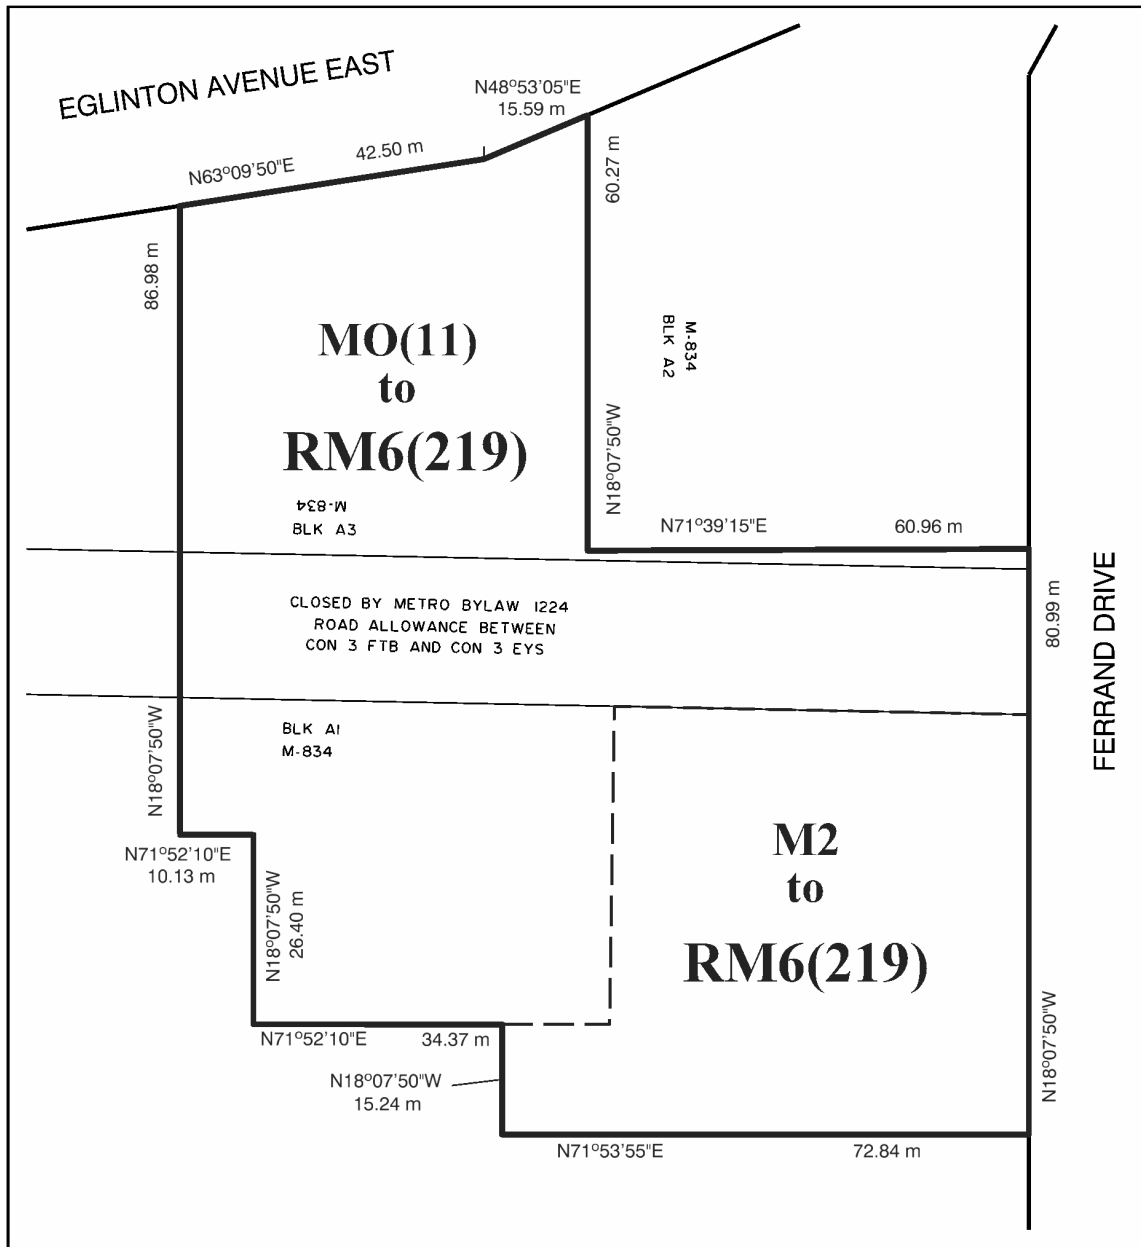 EGLINTON AVENUE EAST
N48°53'05"E
15.59 m
N63°09'50"E
42.50 m
60.27 m
86.98 m
MO(11)
to
RM6(219)
M-834
BLK A2
N18°07'50"W
M-834
BLK A3
N71°39'15"E
60.96 m
CLOSED BY METRO BYLAW 1224
ROAD ALLOWANCE BETWEEN
CON 3 FTB AND CON 3 EYS
80.99 m
FERRAND DRIVE
N18°07'50"W
BLK A1
M-834
N71°52'10"E
10.13 m
N18°07'50"W
26.40 m
M2
to
RM6(219)
N71°52'10"E
34.37 m
N18°07'50"W
15.24 m
N18°07'50"W
N71°53'55"E
72.84 m